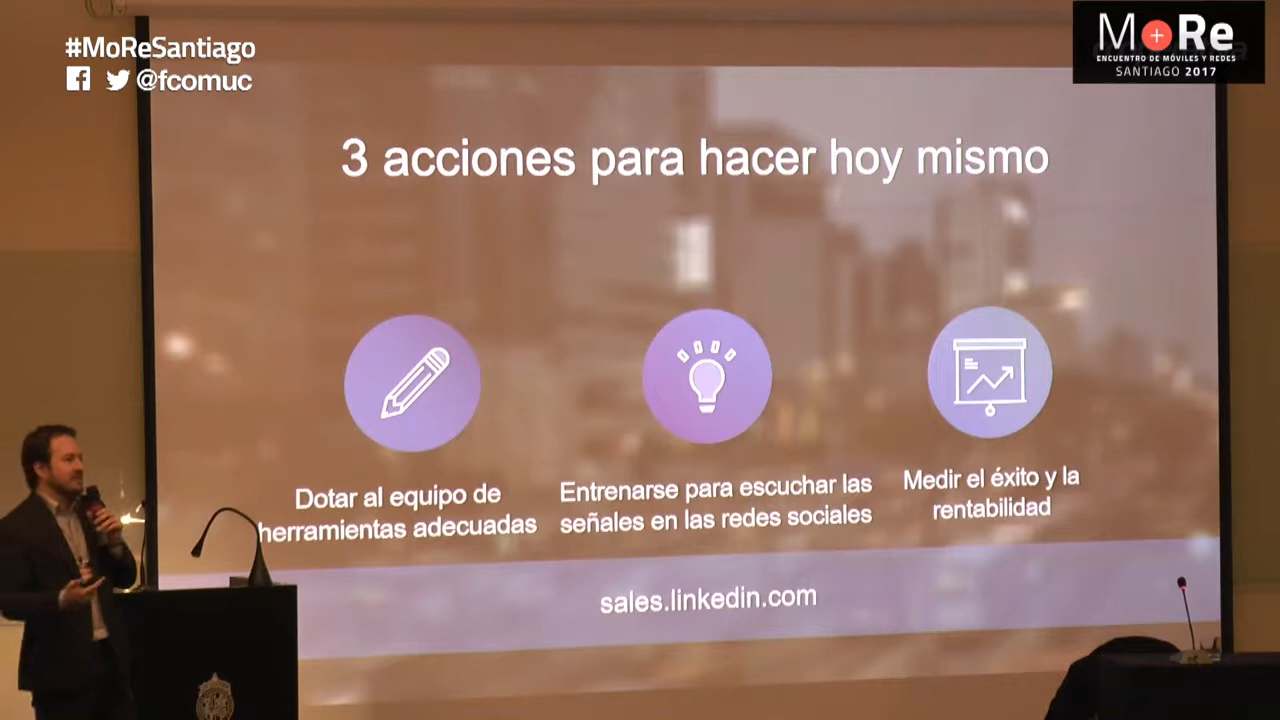 #MoReSantiago
@fcomuc
MoRe
ENCUENTRO DE MÓVILES Y REDES
SANTIAGO 2017
3 acciones para hacer hoy mismo
Dotar al equipo de
herramientas adecuadas
Entrenarse para escuchar las
señales en las redes sociales
Medir el éxito y la
rentabilidad
sales.linkedin.com